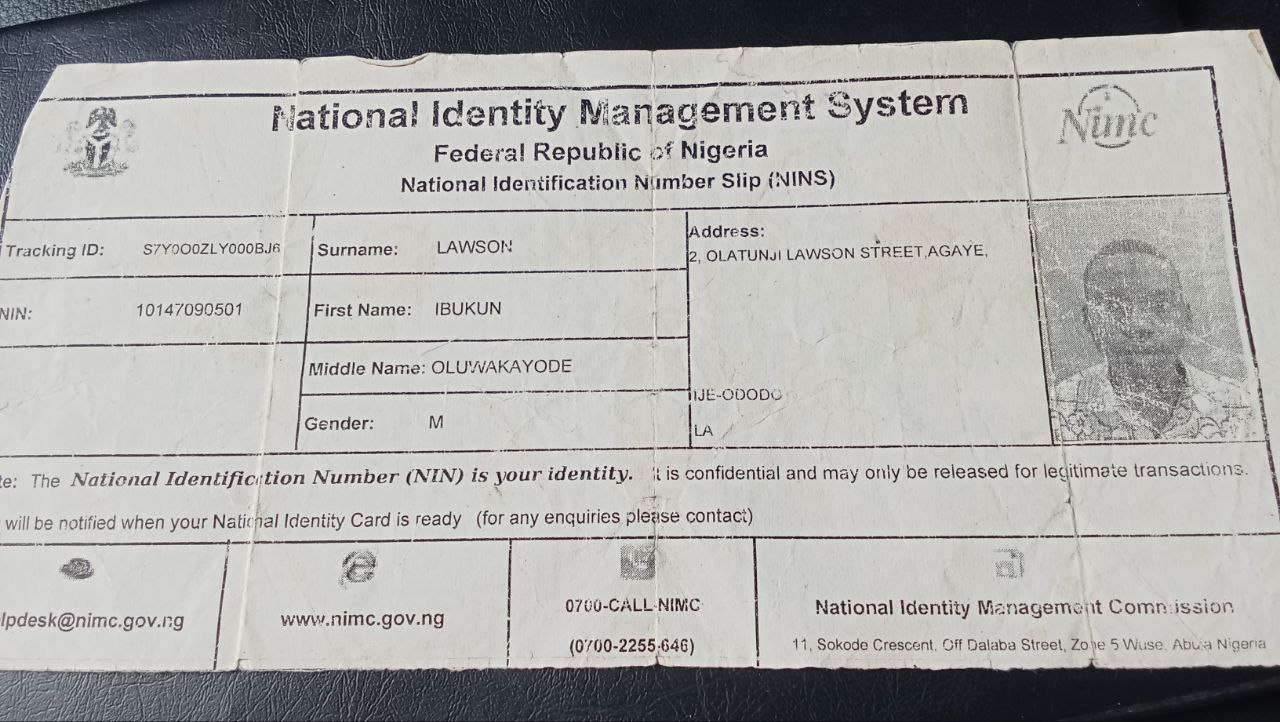 National Identity Management System
Nimc
Federal Republic of Nigeria
National Identification Number Slip (NINS)
Tracking ID: S7Y0O0ZLY000BJ6
Surname: LAWSON
Address:
2, OLATUNJI LAWSON STREET,AGAYE,
NIN: 10147090501
First Name: IBUKUN
Middle Name: OLUWAKAYODE
IJE-ODODO
Gender: M
LA
te: The National Identification Number (NIN) is your identity. It is confidential and may only be released for legitimate transactions.
will be notified when your National Identity Card is ready (for any enquiries please contact)
lpdesk@nimc.gov.ng
www.nimc.gov.ng
0700-CALL-NIMC
(0700-2255-646)
National Identity Management Commission
11, Sokode Crescent, Off Dalaba Street, Zone 5 Wuse, Abuja Nigeria